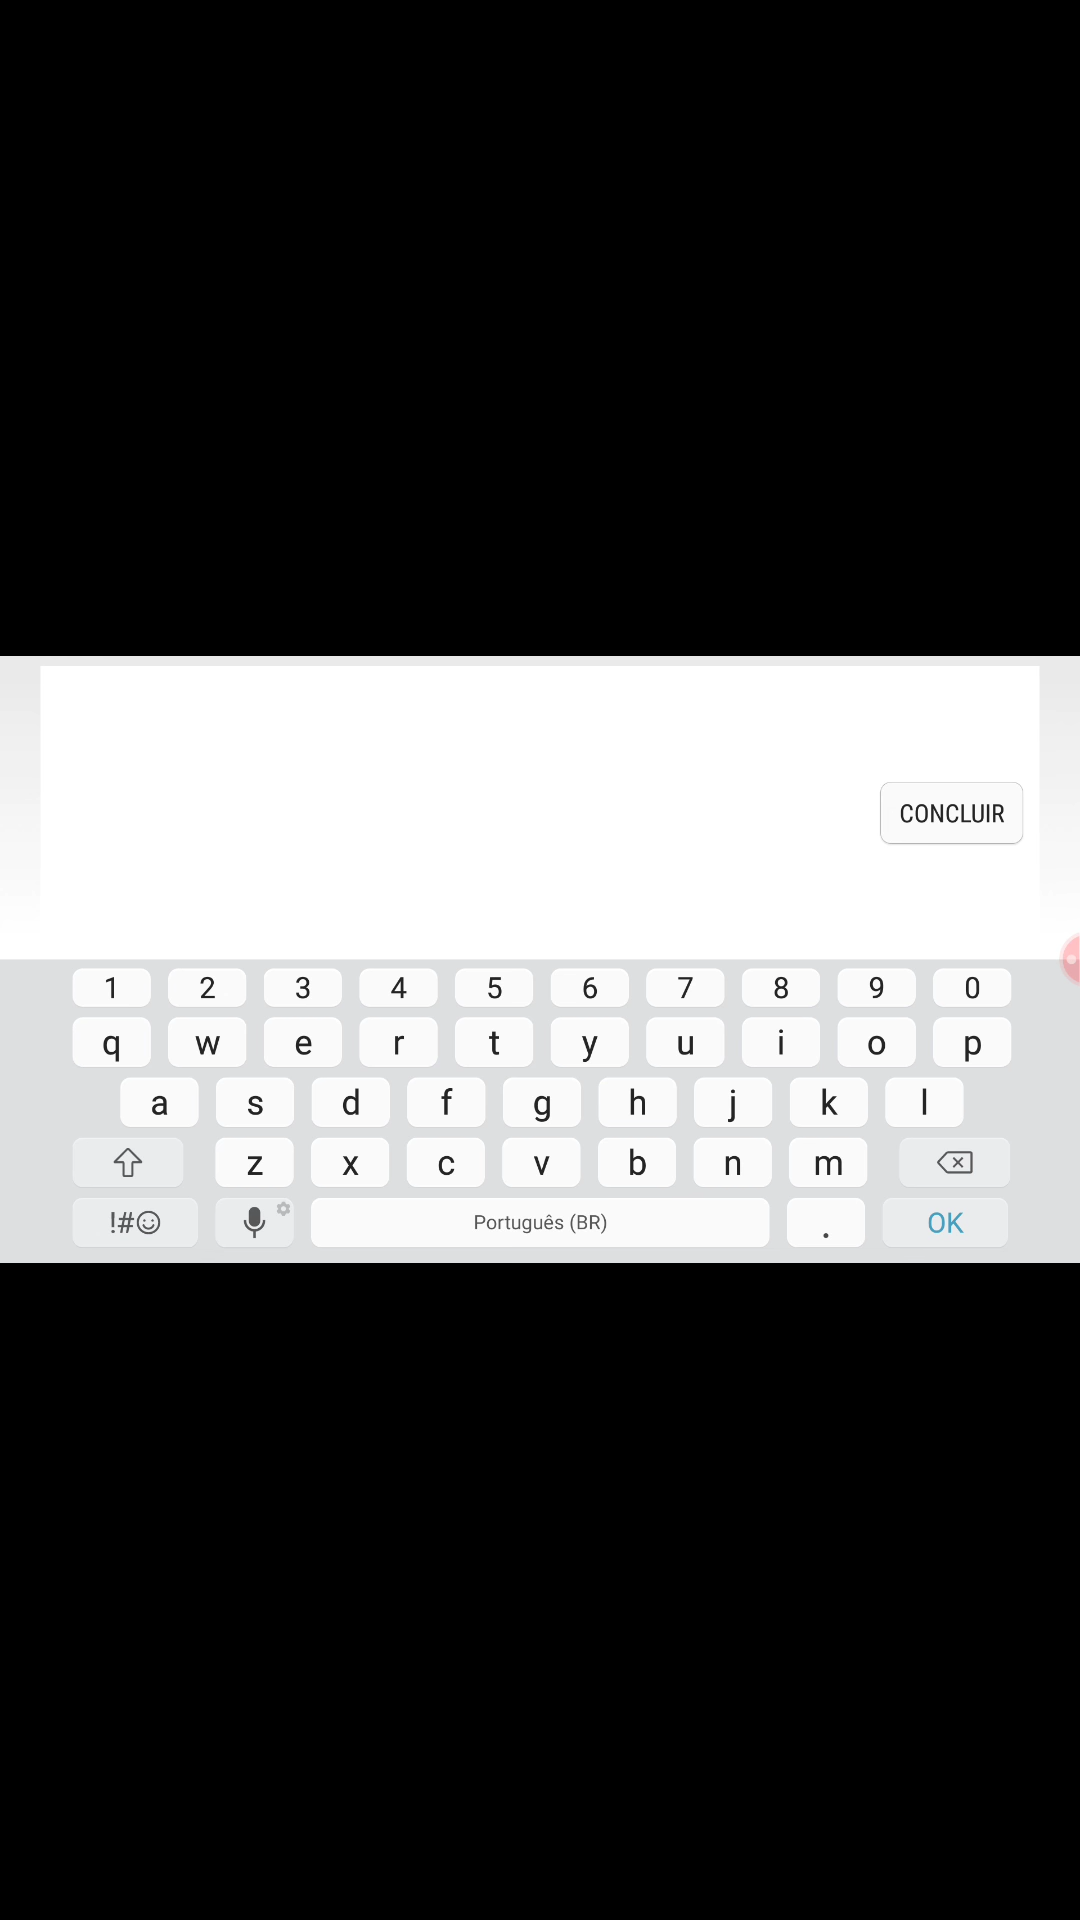 CONCLUIR
1 2 3 4 5 6 7 8 9 0
q w e r t y u i o p
a s d f g h j k l
z x c v b n m
!#☺ Português (BR) . OK